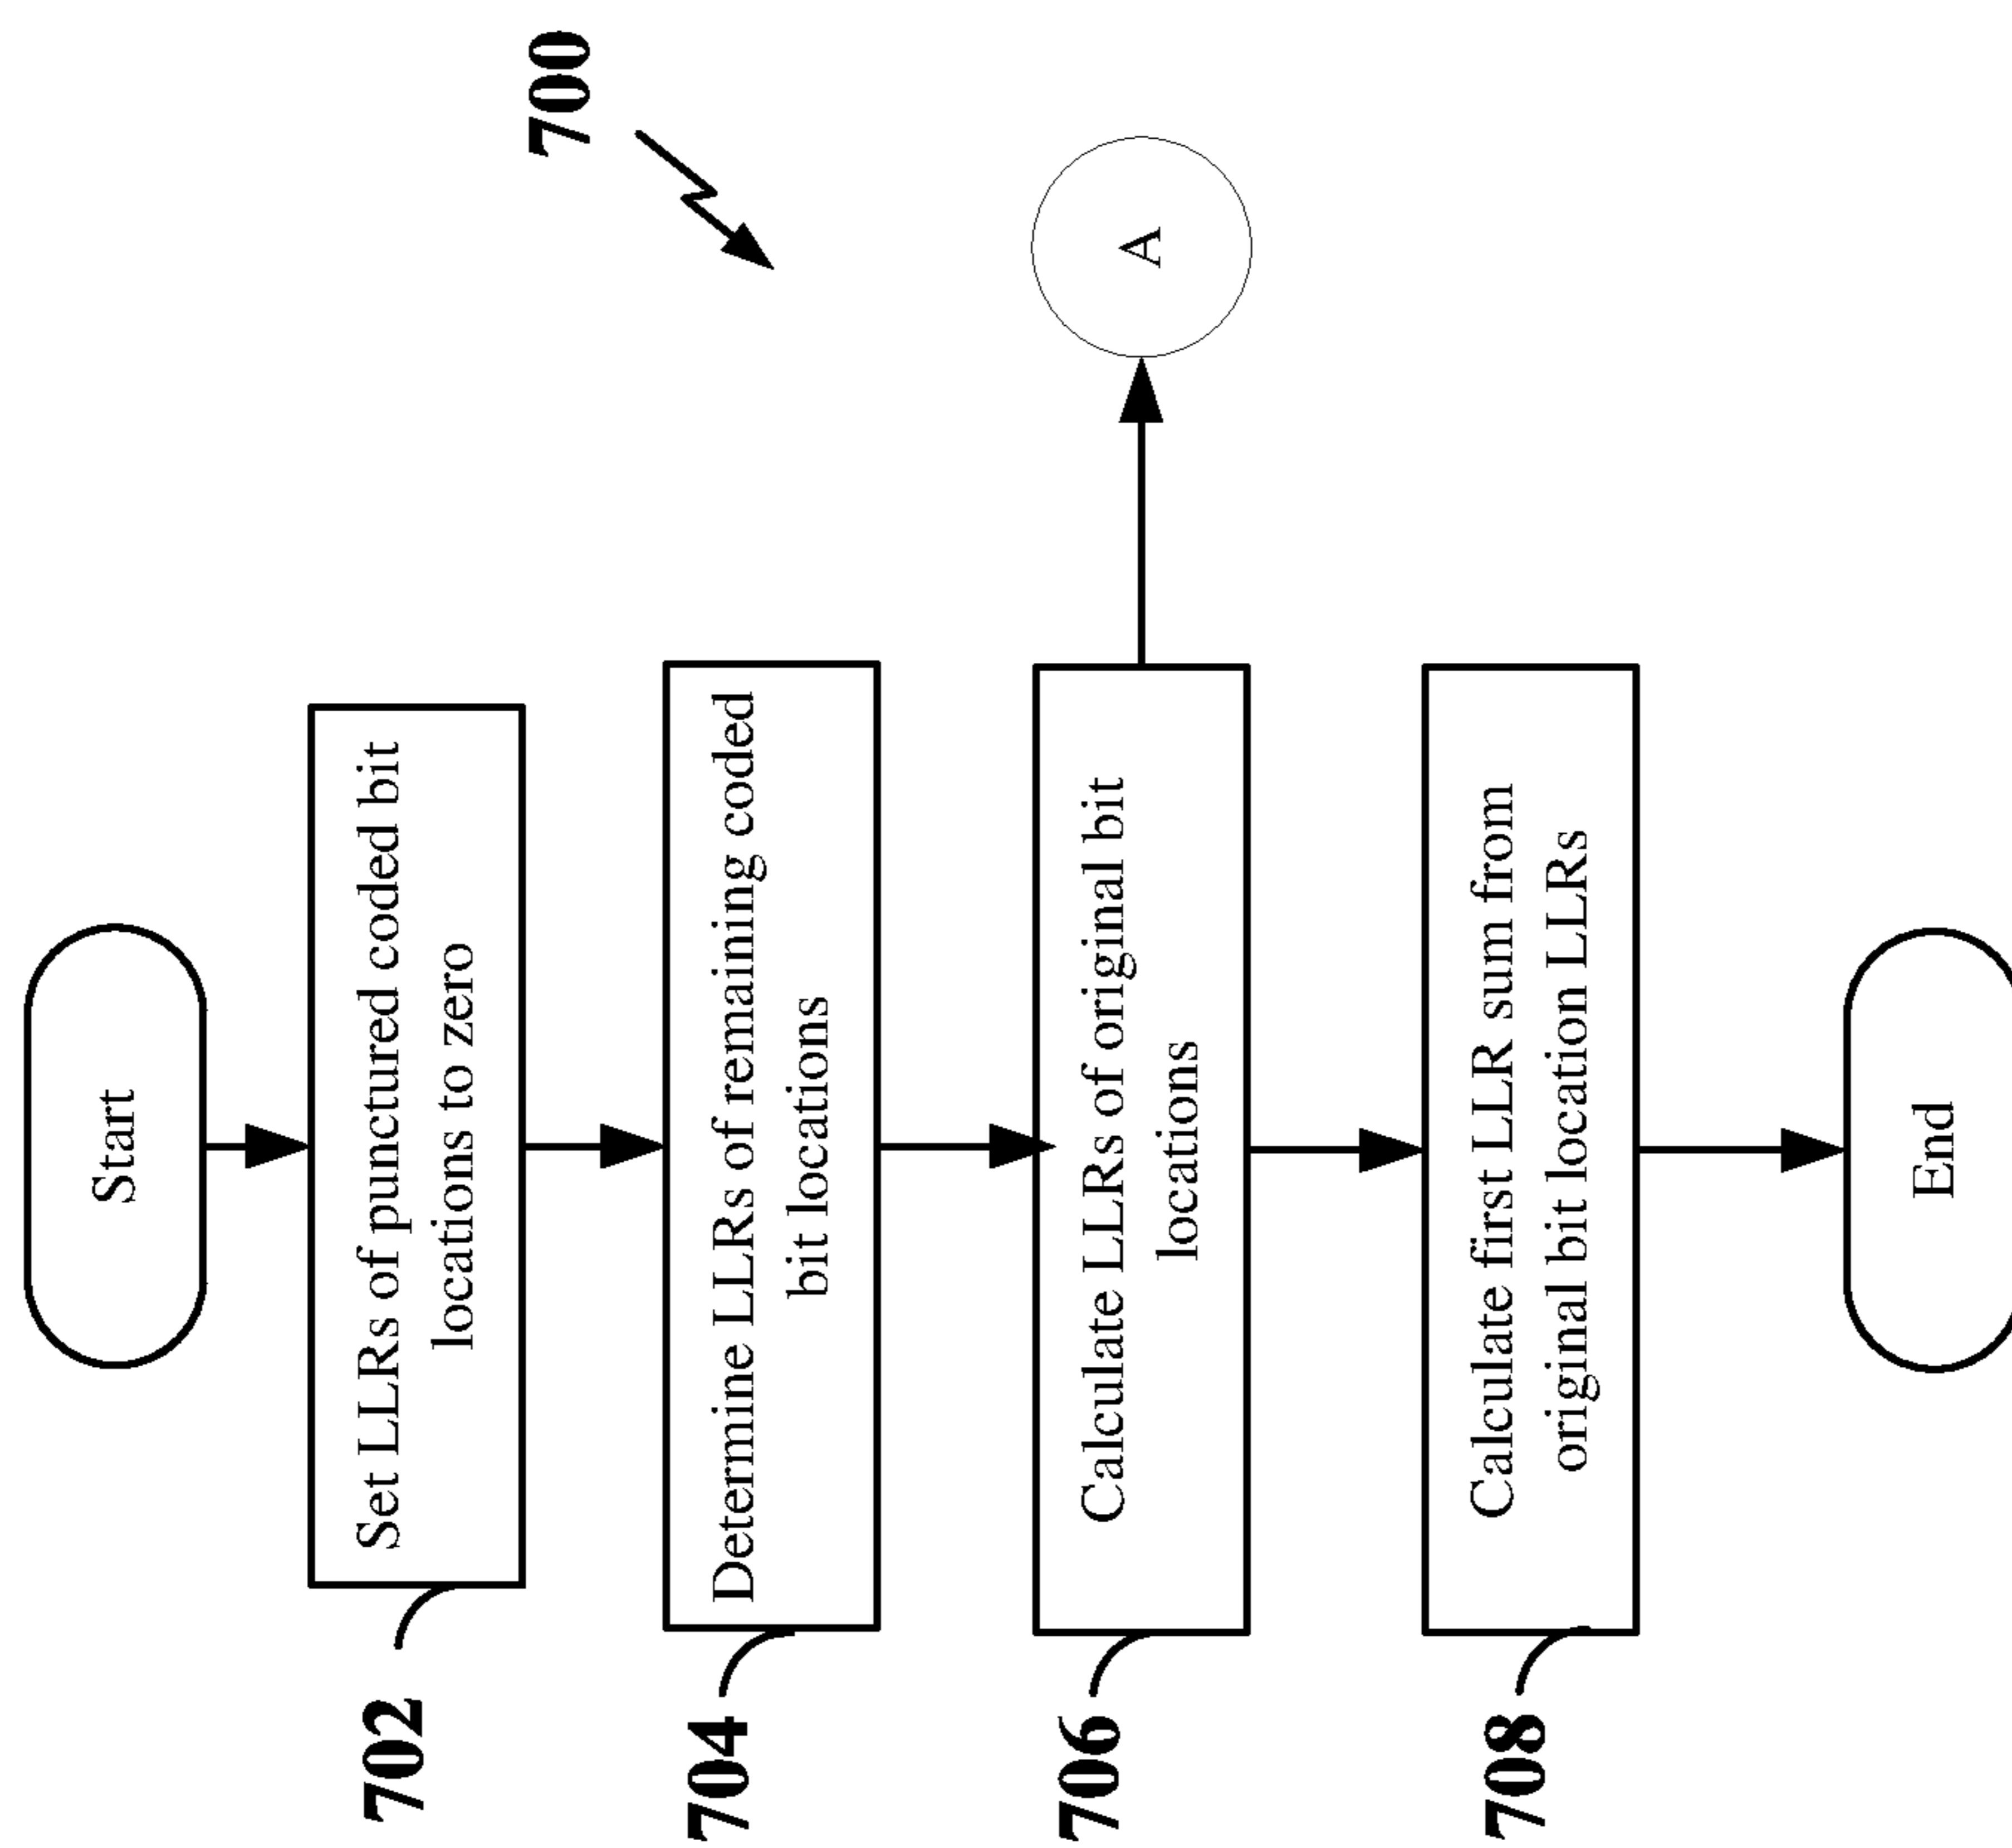 700
Start
702
Set LLRs of punctured coded bit
locations to zero
704
Determine LLRs of remaining coded
bit locations
706
Calculate LLRs of original bit
locations
A
708
Calculate first LLR sum from
original bit location LLRs
End